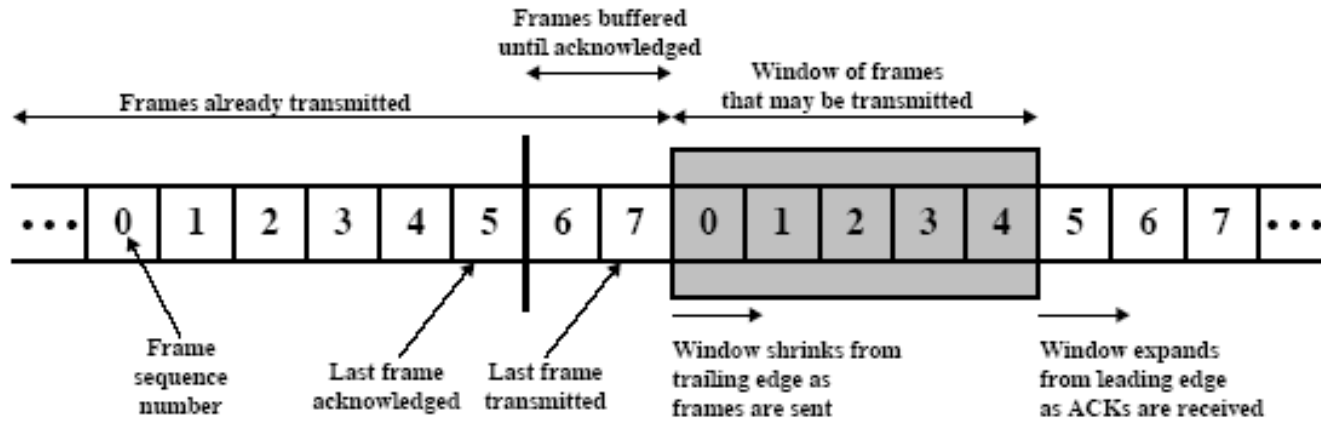 Frames buffered
until acknowledged
Window of frames
that may be transmitted
Frames already transmitted
••• 0 1 2 3 4 5 6 7 0 1 2 3 4 5 6 7 •••
Frame
sequence
number
Last frame
acknowledged
Last frame
transmitted
Window shrinks from
trailing edge as
frames are sent
Window expands
from leading edge
as ACKs are received